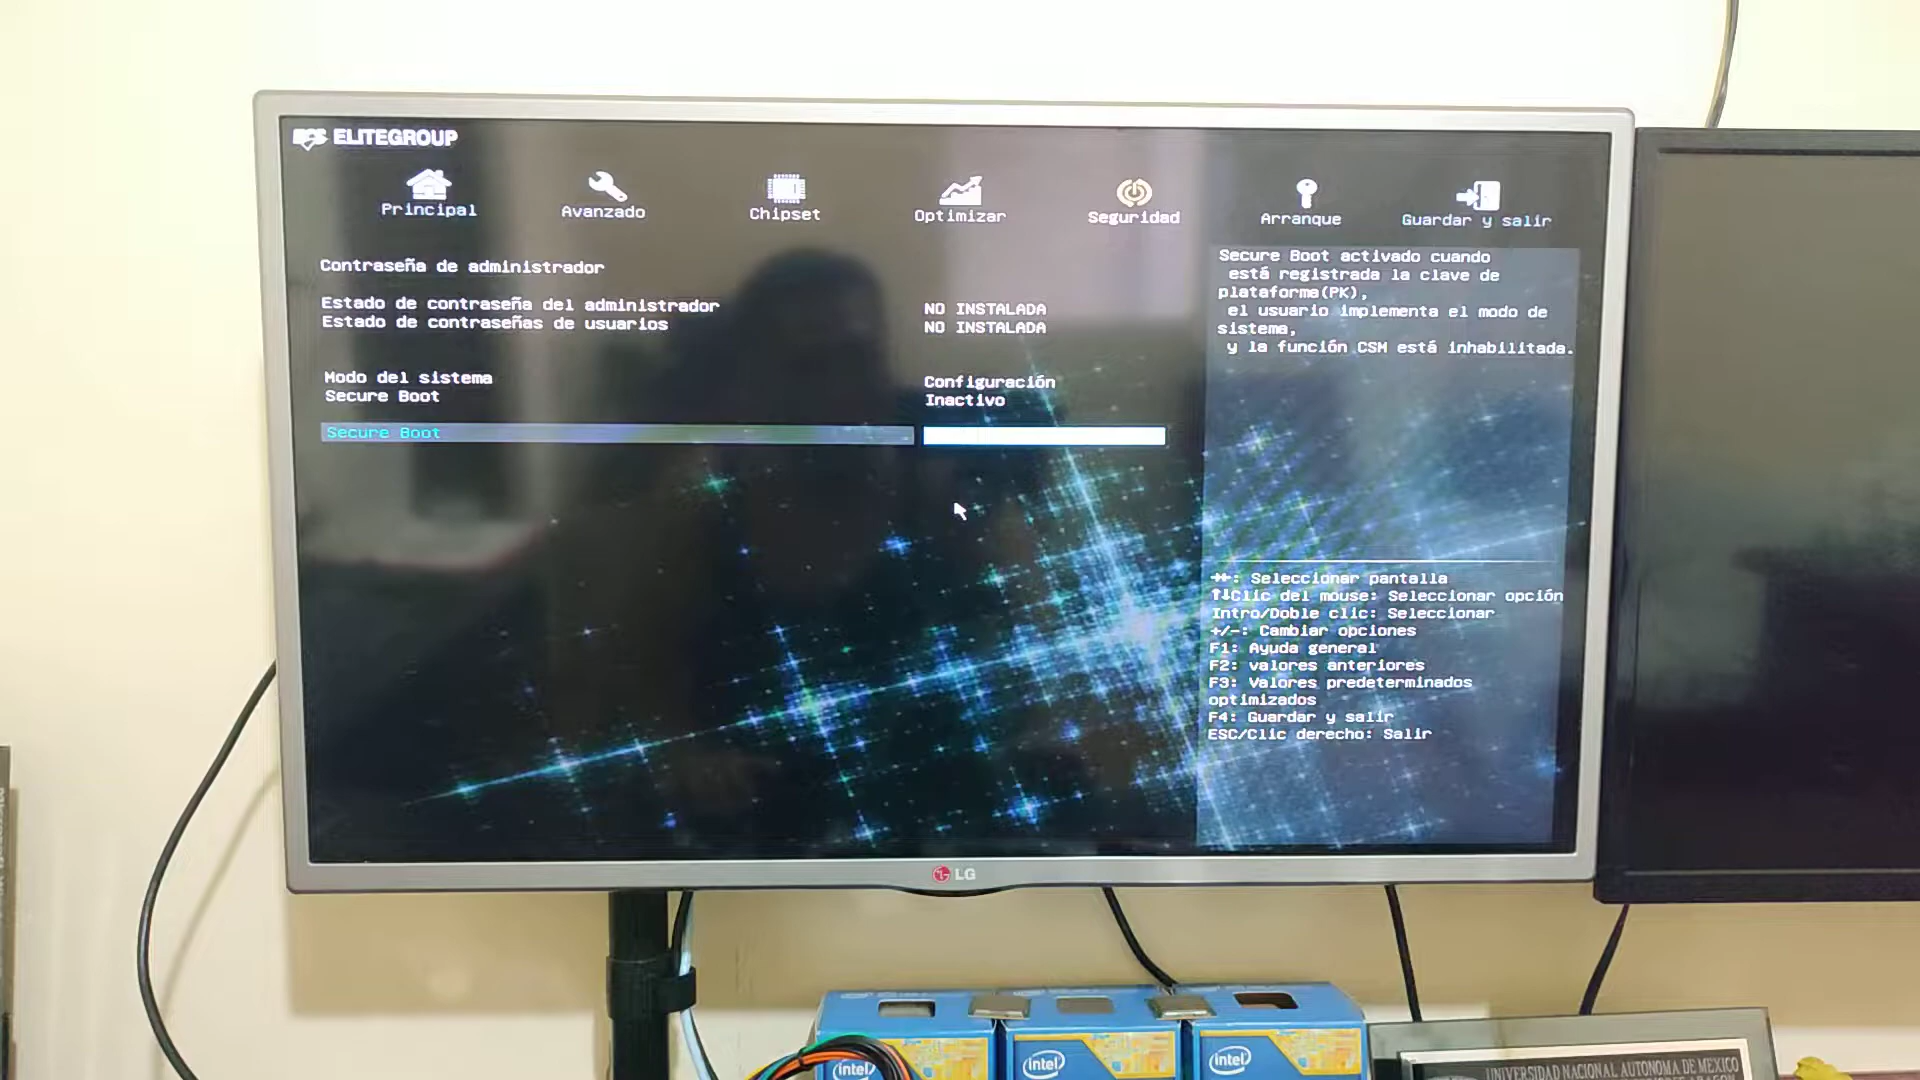 ECS ELITEGROUP
Principal
Avanzado
Chipset
Optimizar
Seguridad
Arranque
Guardar y salir
Contraseña de administrador
Estado de contraseña del administrador NO INSTALADA
Estado de contraseñas de usuarios NO INSTALADA
Modo del sistema Configuración
Secure Boot Inactivo
Secure Boot
Secure Boot activado cuando
está registrada la clave de
plataforme(PK),
el usuario implementa el modo de
sistema,
y la función CSM está inhabilitada.
: Seleccionar pantalla
↑↓Clic del mouse: Seleccionar opción
Intro/Doble clic: Seleccionar
+/-: Cambiar opciones
F1: Ayuda general
F2: valores anteriores
F3: Valores predeterminados
optimizados
F4: Guardar y salir
ESC/Clic derecho: Salir
LG
intel
intel
intel
UNIVERSIDAD NACIONAL AUTONOMA DE MEXICO